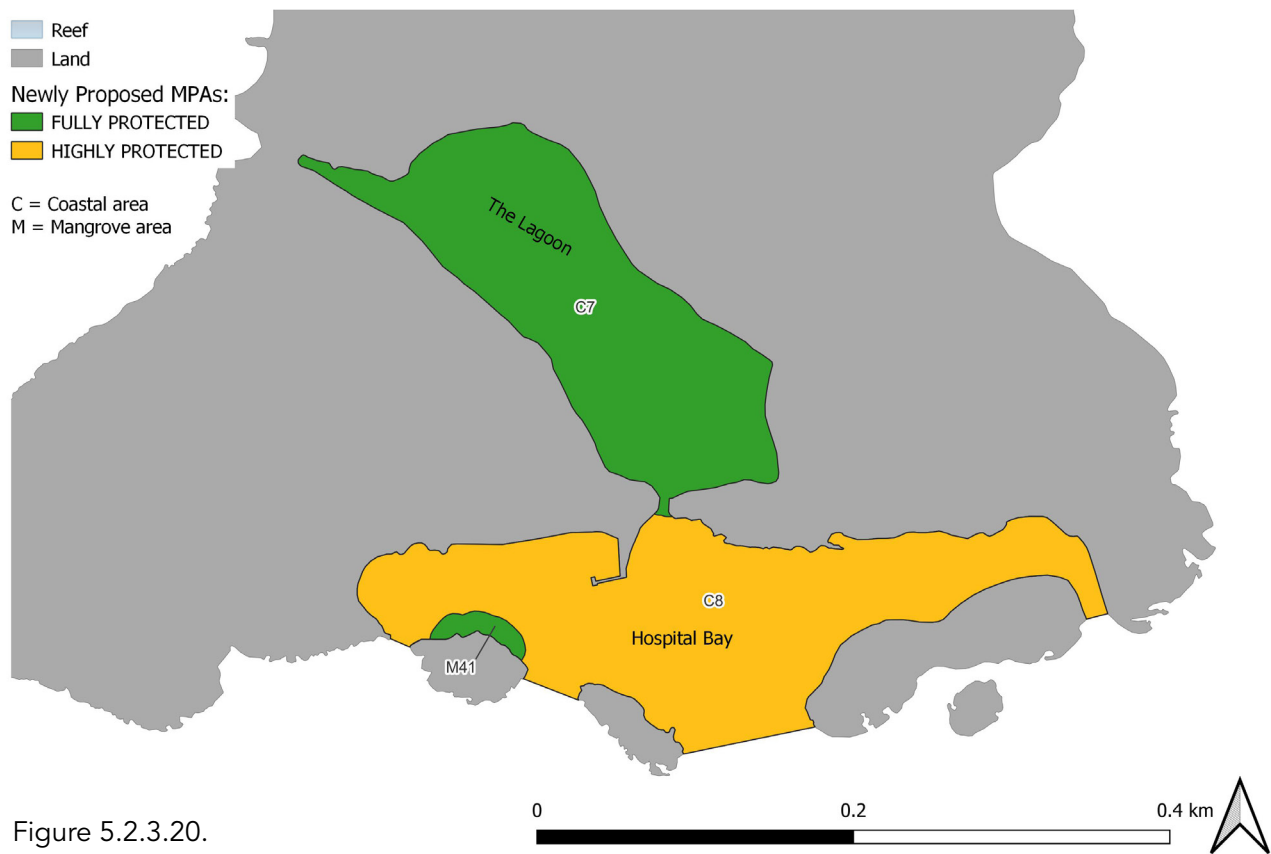 Reef
Land
Newly Proposed MPAs:
FULLY PROTECTED
HIGHLY PROTECTED
C = Coastal area
M = Mangrove area
The Lagoon
C7
C8
Hospital Bay
M41
0 0.2 0.4 km
Figure 5.2.3.20.